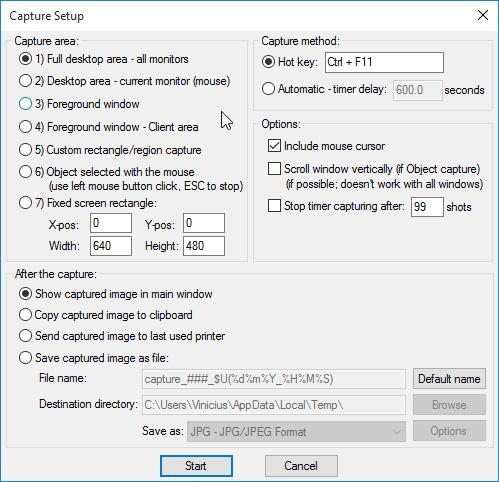 Capture Setup
Capture area:
1) Full desktop area - all monitors
2) Desktop area - current monitor (mouse)
3) Foreground window
4) Foreground window - Client area
5) Custom rectangle/region capture
6) Object selected with the mouse
(use left mouse button click, ESC to stop)
7) Fixed screen rectangle:
X-pos: 0 Y-pos: 0
Width: 640 Height: 480
Capture method:
Hot key: Ctrl + F11
Automatic - timer delay: 600.0 seconds
Options:
Include mouse cursor
Scroll window vertically (if Object capture)
(if possible; doesn't work with all windows)
Stop timer capturing after: 99 shots
After the capture:
Show captured image in main window
Copy captured image to clipboard
Send captured image to last used printer
Save captured image as file:
File name: capture_###_$U(%d%m%Y_%H%M%S) Default name
Destination directory: C:\Users\Vinicius\AppData\Local\Temp\ Browse
Save as: JPG - JPG/JPEG Format Options
Start Cancel